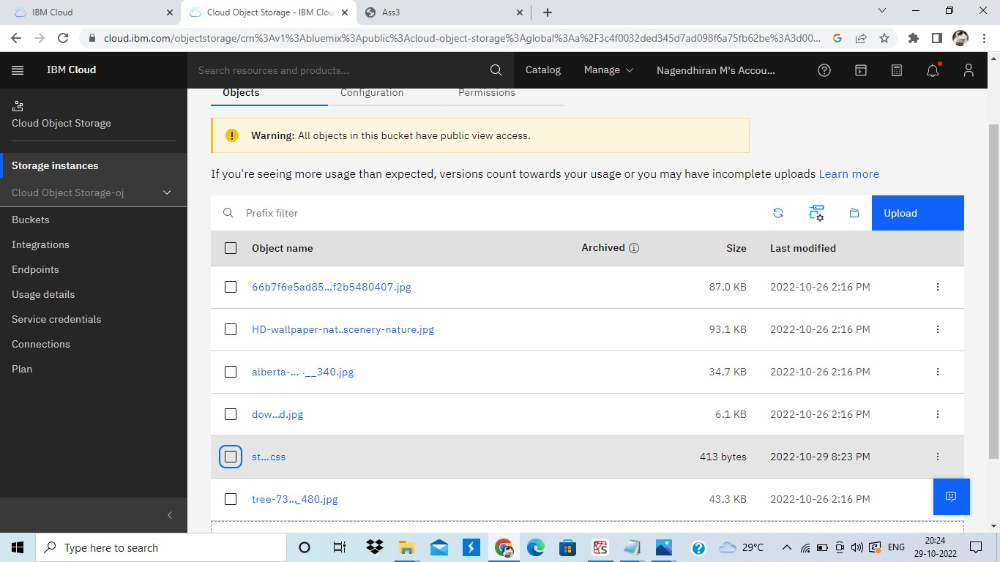 IBM Cloud
Cloud Object Storage - IBM Clou
Ass3
cloud.ibm.com/objectstorage/crn%3Av1%3Abluemix%3Apublic%3Acloud-object-storage%3Aglobal%3Aa%2F3c4f0032ded345d7ad098f6a75fb62be%3A3d00...
IBM Cloud
Search resources and products...
Catalog
Manage
Nagendhiran M's Accou...
Cloud Object Storage
Storage instances
Cloud Object Storage-oj
Buckets
Integrations
Endpoints
Usage details
Service credentials
Connections
Plan
Objects Configuration Permissions
Warning: All objects in this bucket have public view access.
If you're seeing more usage than expected, versions count towards your usage or you may have incomplete uploads Learn more
Prefix filter
Upload
Object name Archived Size Last modified
66b7f6e5ad85...f2b5480407.jpg 87.0 KB 2022-10-26 2:16 PM
HD-wallpaper-nat..scenery-nature.jpg 93.1 KB 2022-10-26 2:16 PM
alberta-... .__340.jpg 34.7 KB 2022-10-26 2:16 PM
dow...d.jpg 6.1 KB 2022-10-26 2:16 PM
st...css 413 bytes 2022-10-29 8:23 PM
tree-73..._480.jpg 43.3 KB 2022-10-26 2:16 PM
Type here to search
29°C
ENG
20:24
29-10-2022